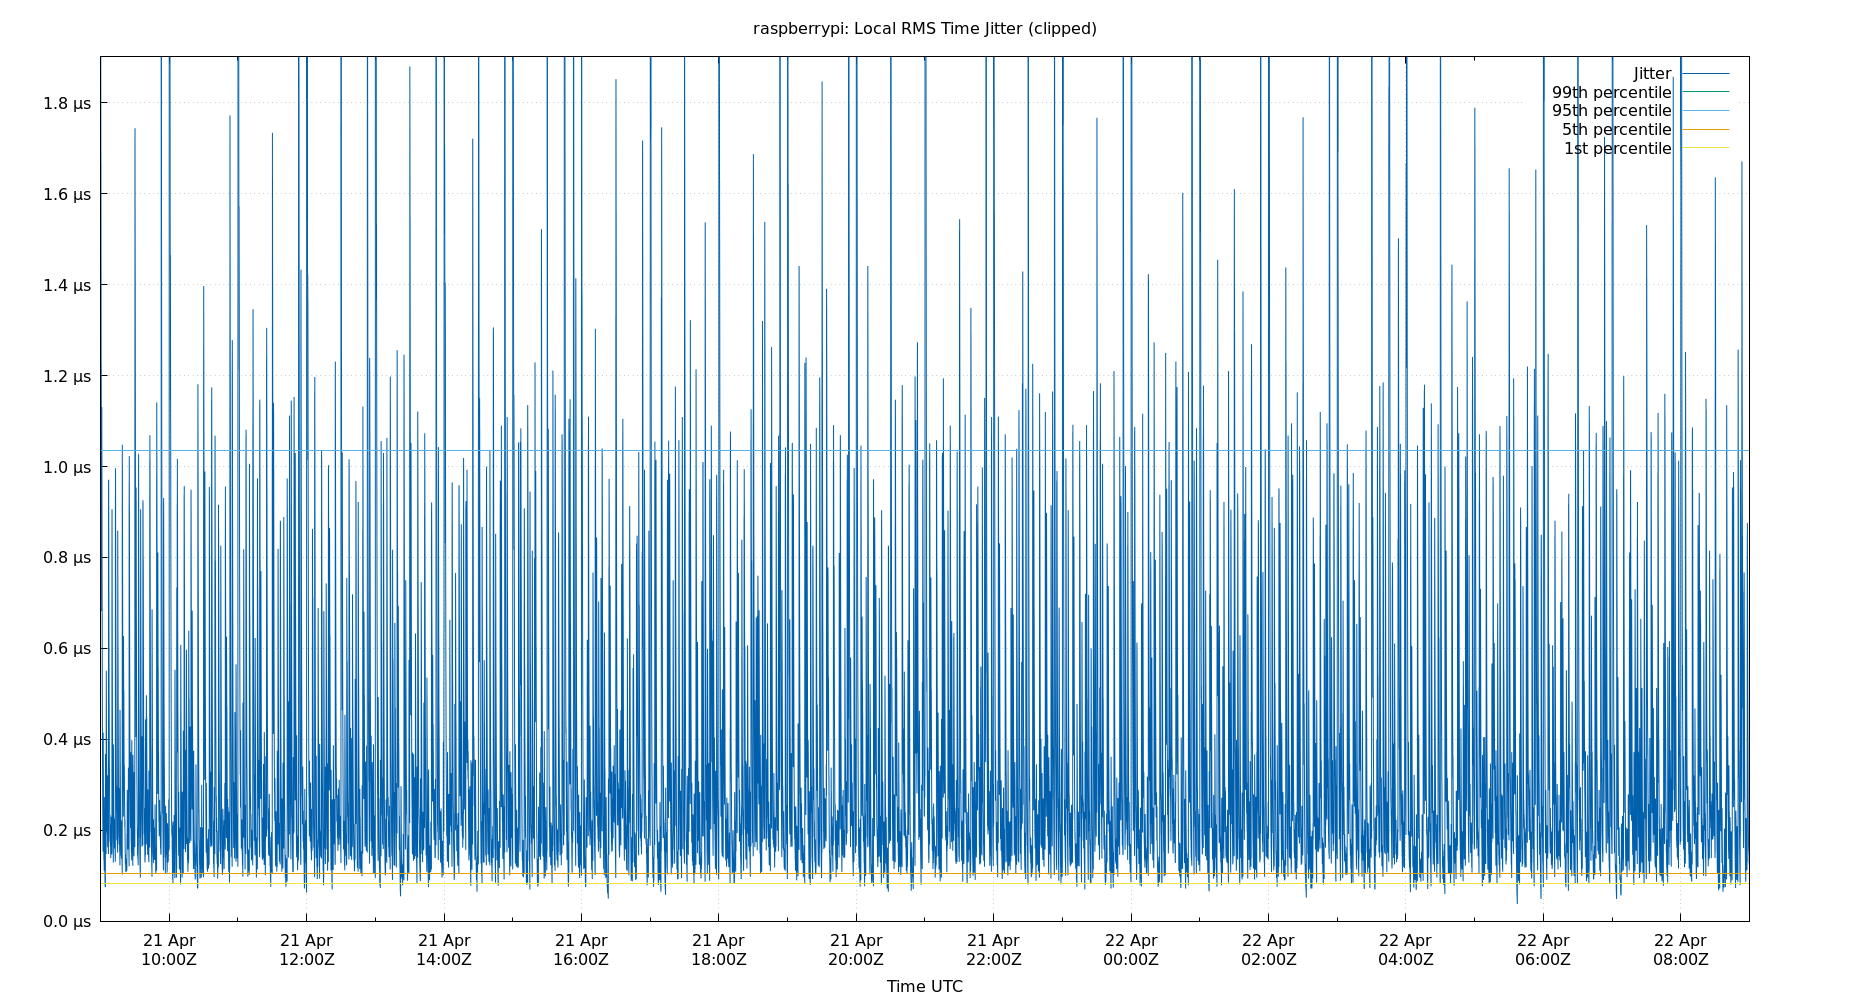 raspberrypi: Local RMS Time Jitter (clipped)
Jitter
99th percentile
95th percentile
5th percentile
1st percentile
1.8 µs
1.6 µs
1.4 µs
1.2 µs
1.0 µs
0.8 µs
0.6 µs
0.4 µs
0.2 µs
0.0 µs
21 Apr 21 Apr 21 Apr 21 Apr 21 Apr 21 Apr 21 Apr 22 Apr 22 Apr 22 Apr 22 Apr 22 Apr
10:00Z 12:00Z 14:00Z 16:00Z 18:00Z 20:00Z 22:00Z 00:00Z 02:00Z 04:00Z 06:00Z 08:00Z
Time UTC